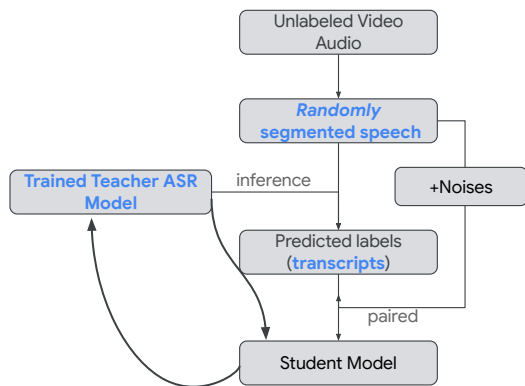 Unlabeled Video
Audio
Randomly
segmented speech
Trained Teacher ASR
Model
inference
+Noises
Predicted labels
(transcripts)
paired
Student Model